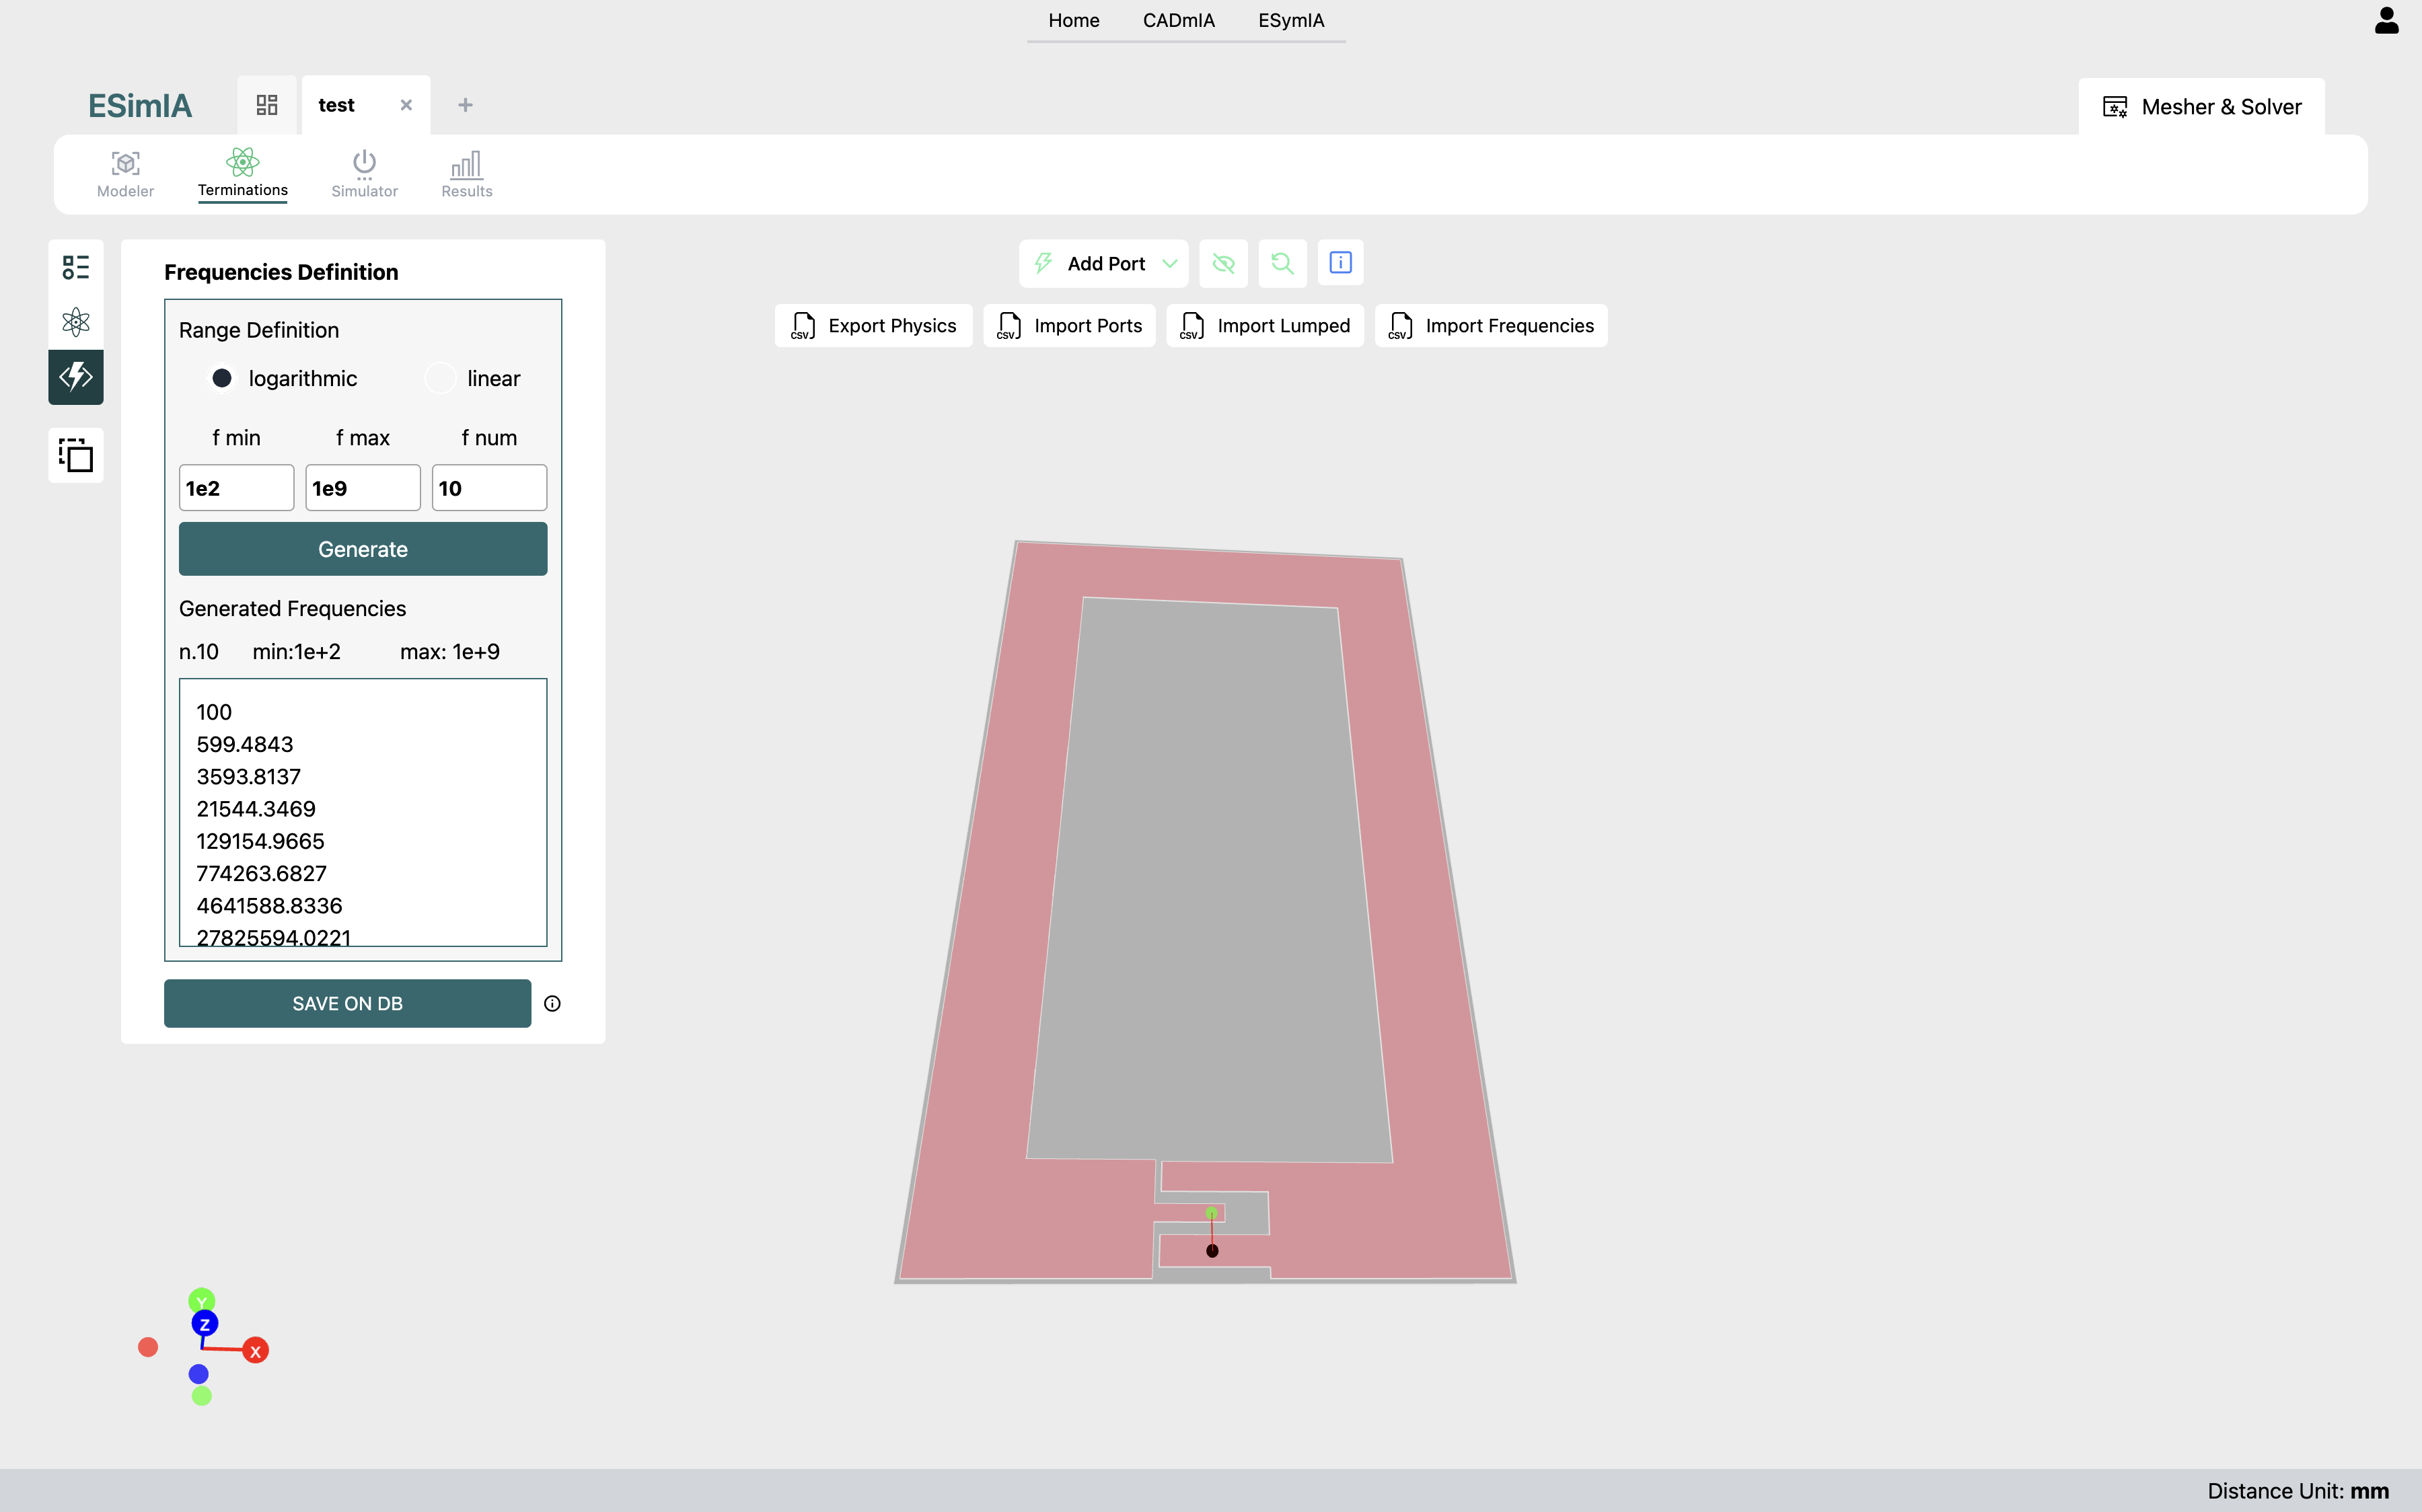 Home CADmIA ESymIA
ESimIA test Mesher & Solver
Modeler Terminations Simulator Results
Frequencies Definition
Add Port
Export Physics Import Ports Import Lumped Import Frequencies
CSV CSV CSV CSV
Range Definition
logarithmic linear
f min f max f num
1e2 1e9 10
Generate
Generated Frequencies
n.10 min:1e+2 max: 1e+9
100
599.4843
3593.8137
21544.3469
129154.9665
774263.6827
4641588.8336
27825594.0221
SAVE ON DB
Y
Z
X
Distance Unit: mm